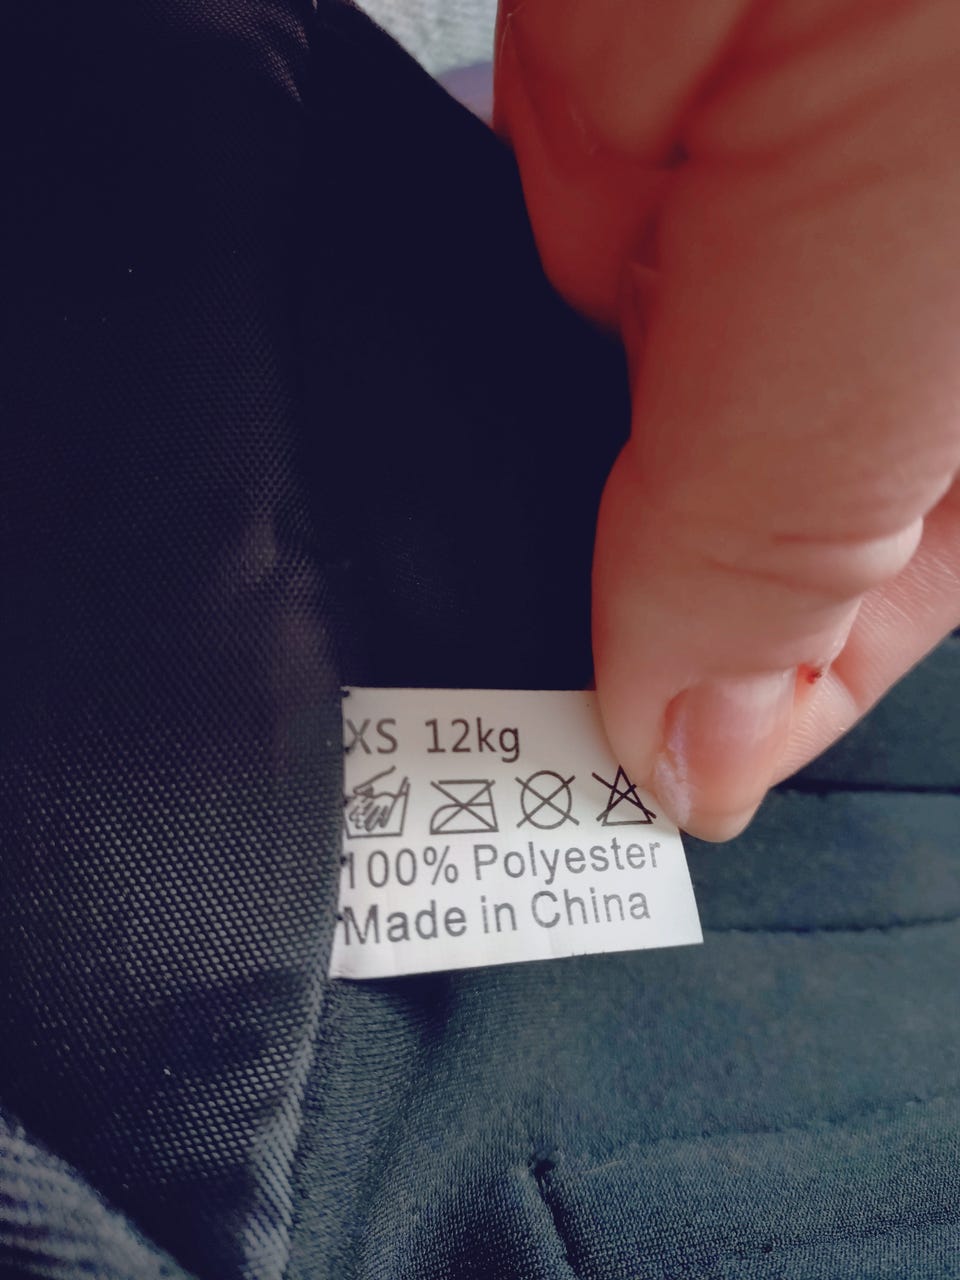 XS 12kg
100% Polyester
Made in China